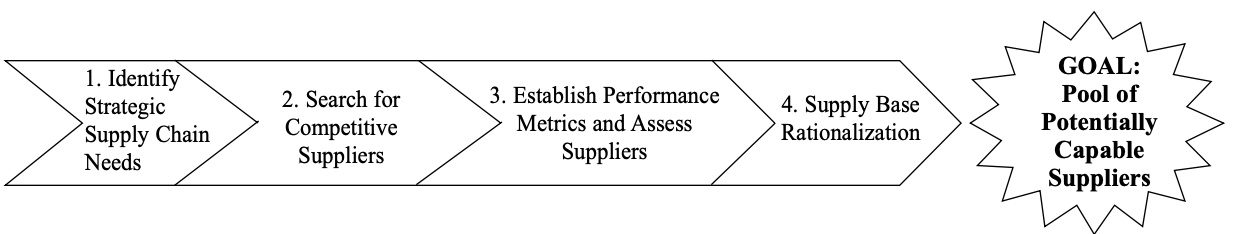 1. Identify
Strategic
Supply Chain
Needs
2. Search for
Competitive
Suppliers
3. Establish Performance
Metrics and Assess
Suppliers
4. Supply Base
Rationalization
GOAL:
Pool of
Potentially
Capable
Suppliers